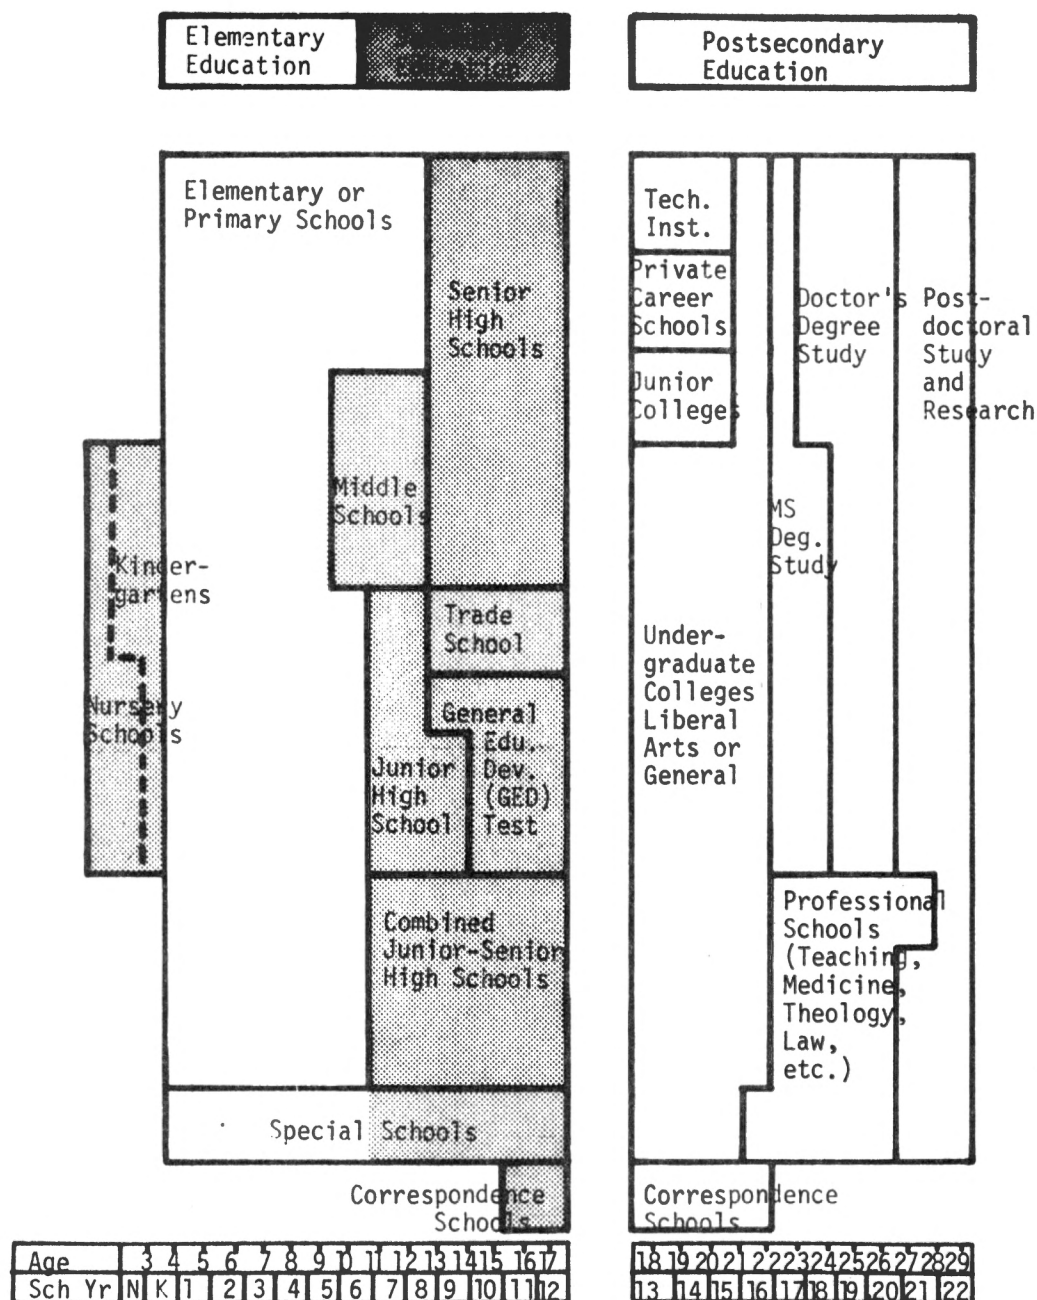 Elementary
Education
Education
Postsecondary
Education
Elementary or
Primary Schools
Senior
High
Schools
Middle
Schools
Kinder-
gartens
Nursery
Schools
Trade
School
General
Edu.
Dev.
(GED)
Test
Junior
High
School
Combined
Junior-Senior
High Schools
Special Schools
Correspondence
Schools
Tech.
Inst.
Private
Career
Schools
Junior
Colleges
Doctor's
Degree
Study
Post-
doctoral
Study
and
Research
MS
Deg.
Study
Under-
graduate
Colleges
Liberal
Arts or
General
Professional
Schools
(Teaching,
Medicine,
Theology,
Law,
etc.)
Correspondence
Schools
Age 3 4 5 6 7 8 9 10 11 12 13 14 15 16 17
Sch Yr N K 1 2 3 4 5 6 7 8 9 10 11 12
18 19 20 21 22 23 24 25 26 27 28 29
13 14 15 16 17 18 19 20 21 22